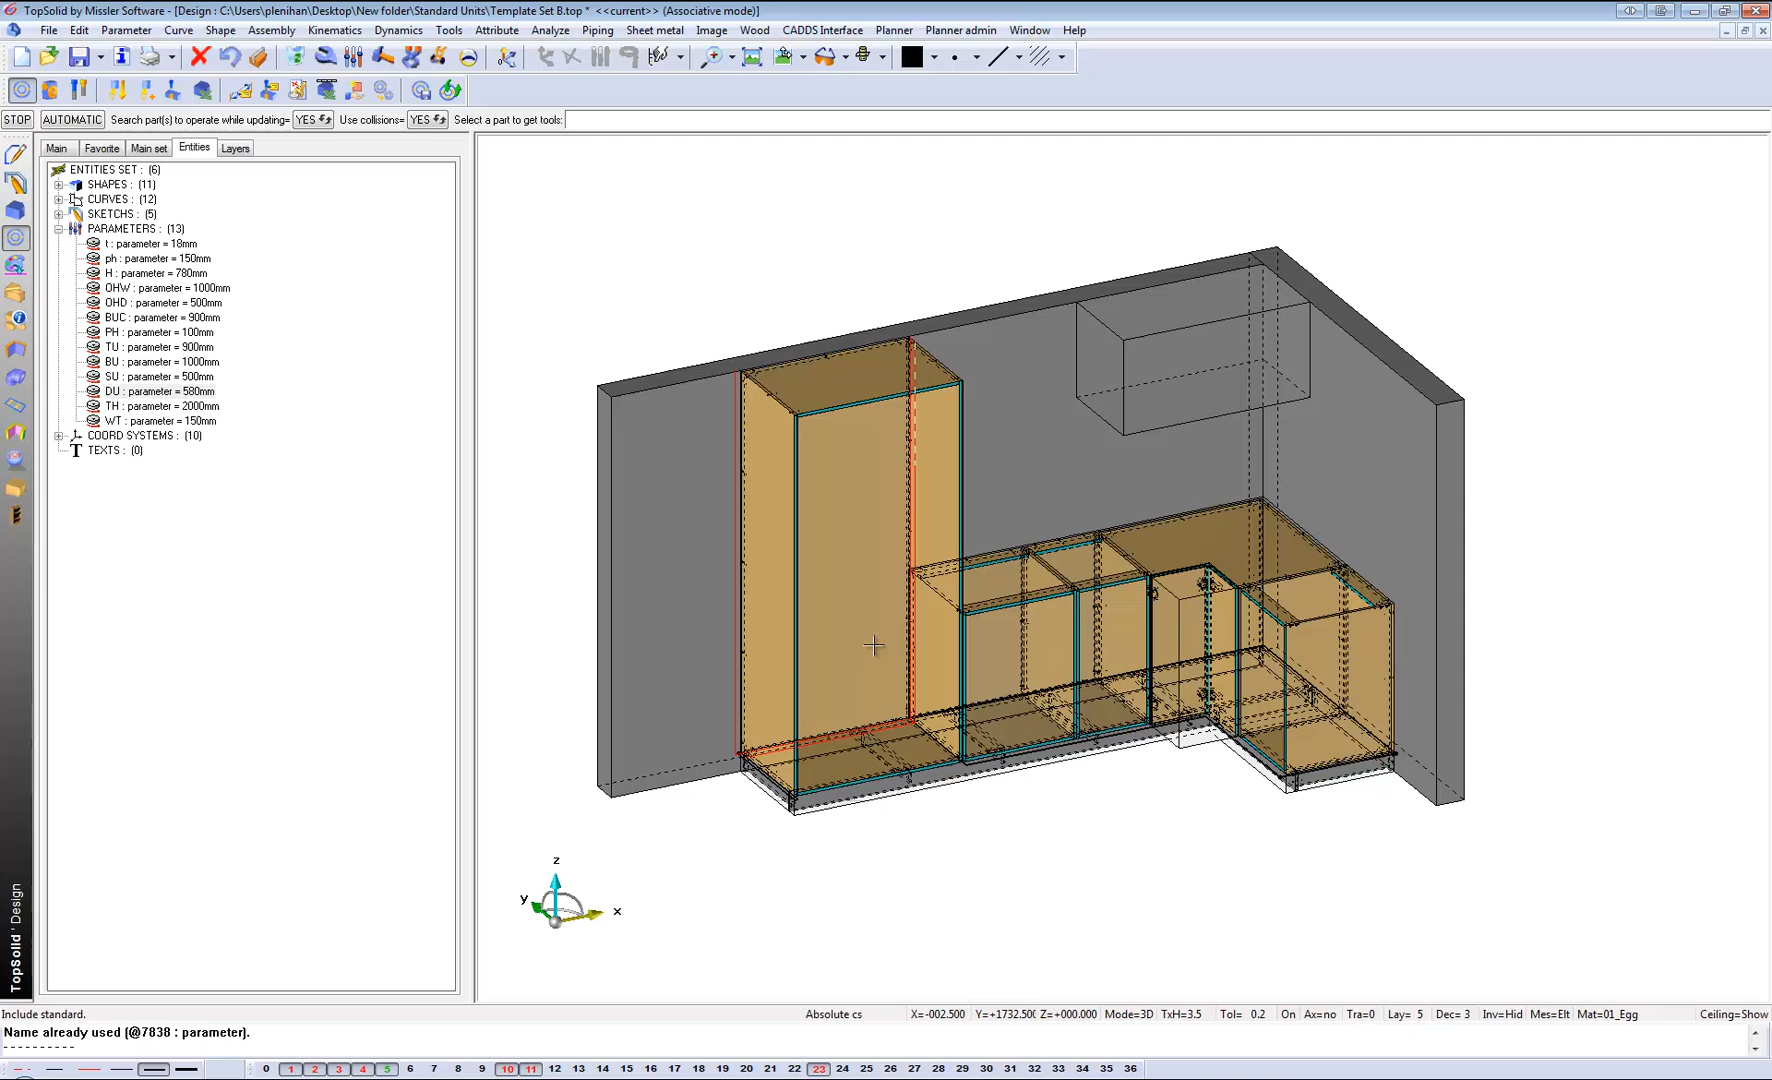 TopSolid by Missler Software - [Design : C:\Users\plenihan\Desktop\New folder\Standard Units\Template Set B.top * <<current>> (Associative mode)]
File Edit Parameter Curve Shape Assembly Kinematics Dynamics Tools Attribute Analyze Piping Sheet metal Image Wood CADDS Interface Planner Planner admin Window Help
STOP AUTOMATIC Search part(s) to operate while updating= YES Use collisions= YES Select a part to get tools:
Main Favorite Main set Entities Layers
ENTITIES SET : (6)
SHAPES : (11)
CURVES : (12)
SKETCHS : (5)
PARAMETERS : (13)
t : parameter = 18mm
ph : parameter = 150mm
H : parameter = 780mm
OHW : parameter = 1000mm
OHD : parameter = 500mm
BUC : parameter = 900mm
PH : parameter = 100mm
TU : parameter = 900mm
BU : parameter = 1000mm
SU : parameter = 500mm
DU : parameter = 580mm
TH : parameter = 2000mm
WT : parameter = 150mm
COORD SYSTEMS : (10)
T TEXTS : (0)
z
y
x
TopSolid 'Design
Include standard. Absolute cs X=-002.500 Y=+1732.500 Z=+000.000 Mode=3D TxH=3.5 Tol= 0.2 On Ax=no Tra=0 Lay= 5 Dec= 3 Inv=Hid Mes=Elt Mat=01_Egg Ceiling=Show
Name already used (@7838 : parameter).
----------
0 1 2 3 4 5 6 7 8 9 10 11 12 13 14 15 16 17 18 19 20 21 22 23 24 25 26 27 28 29 30 31 32 33 34 35 36